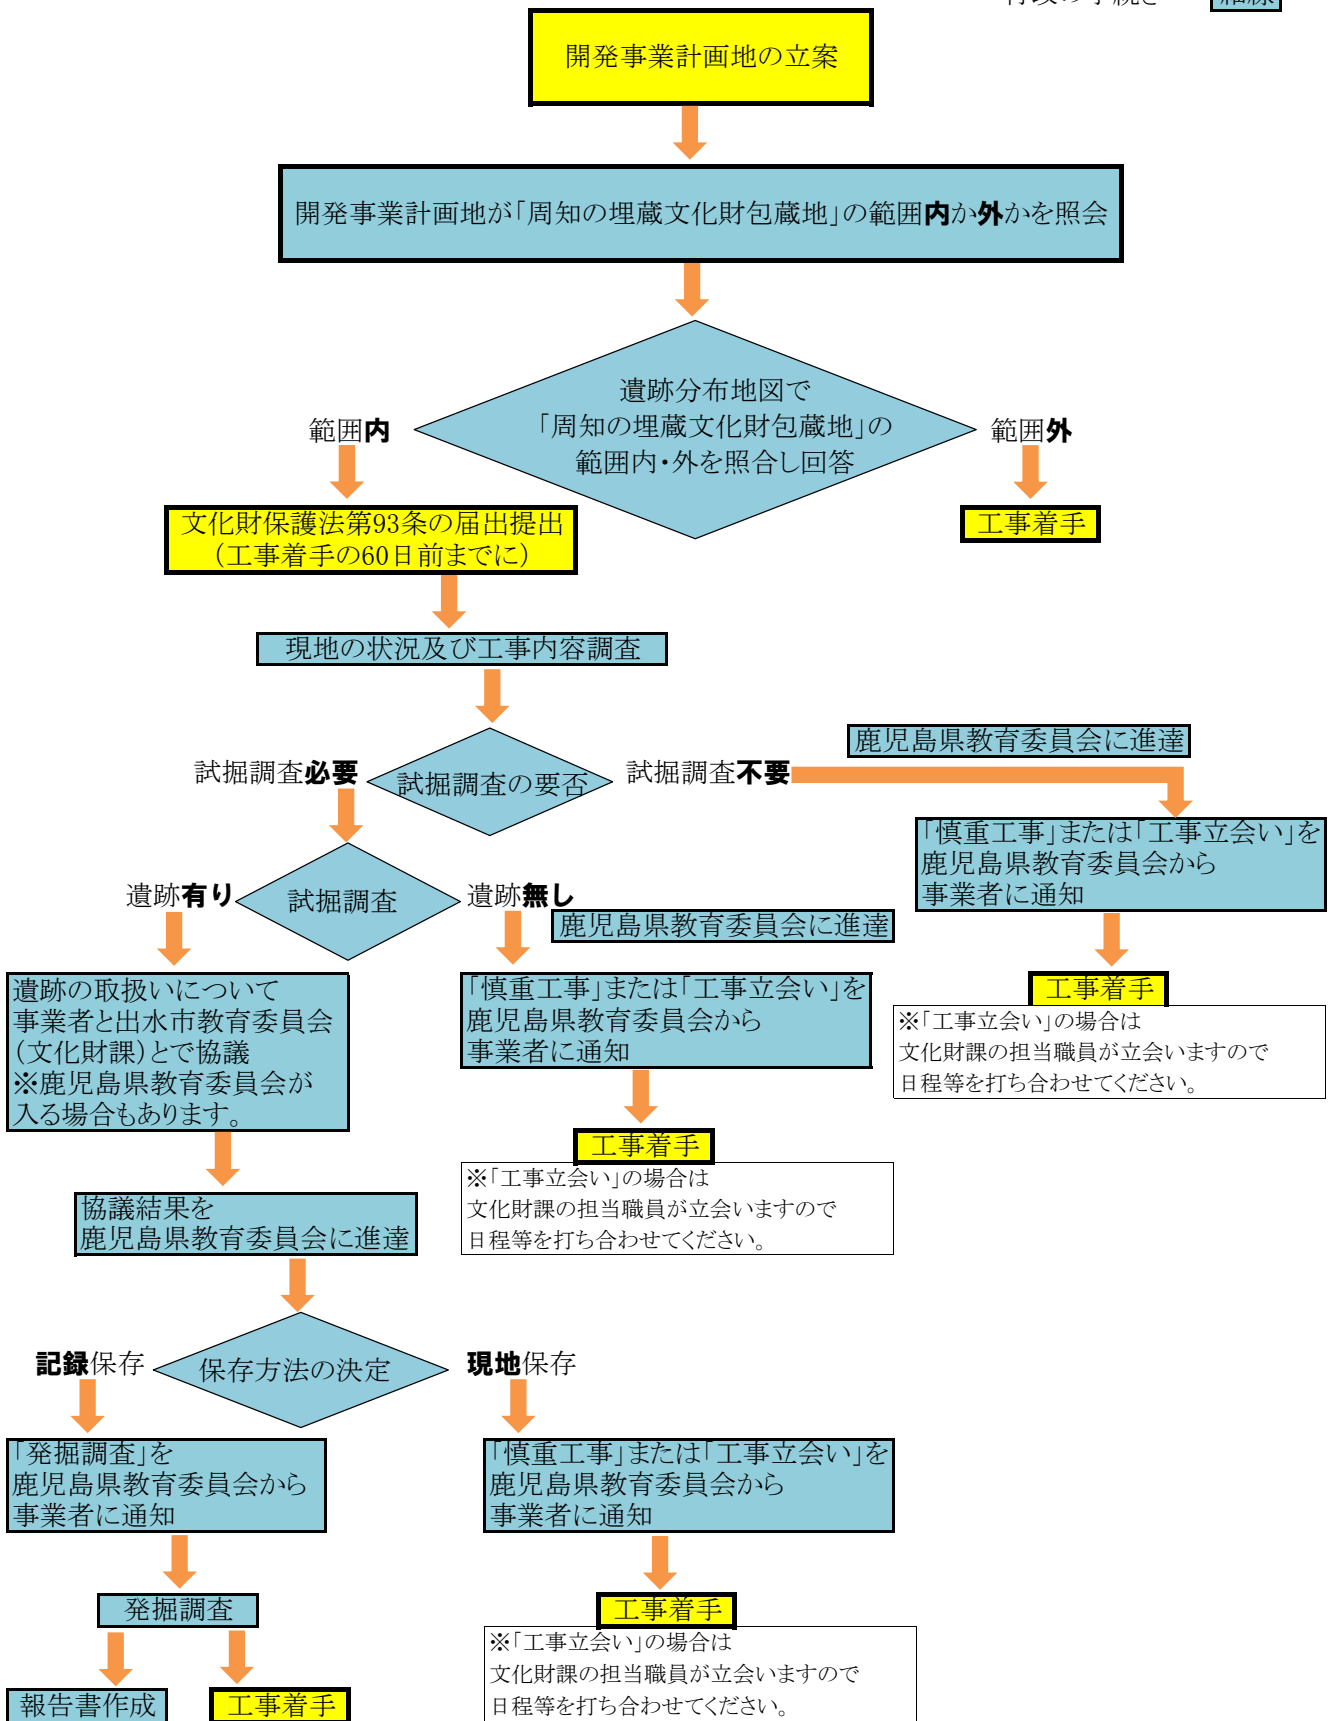 開発事業計画地の立案
開発事業計画地が「周知の埋蔵文化財包蔵地」の範囲内か外かを照会
遺跡分布地図で
「周知の埋蔵文化財包蔵地」の
範囲内・外を照合し回答
範囲内
範囲外
文化財保護法第93条の届出提出
（工事着手の60日前までに）
工事着手
現地の状況及び工事内容調査
鹿児島県教育委員会に進達
試掘調査必要
試掘調査の要否
試掘調査不要
「慎重工事」または「工事立会い」を
鹿児島県教育委員会から
事業者に通知
遺跡有り
試掘調査
遺跡無し
鹿児島県教育委員会に進達
工事着手
※「工事立会い」の場合は
文化財課の担当職員が立会いますので
日程等を打ち合わせてください。
遺跡の取扱いについて
事業者と出水市教育委員会
（文化財課）とで協議
※鹿児島県教育委員会が
入る場合もあります。
「慎重工事」または「工事立会い」を
鹿児島県教育委員会から
事業者に通知
工事着手
※「工事立会い」の場合は
文化財課の担当職員が立会いますので
日程等を打ち合わせてください。
協議結果を
鹿児島県教育委員会に進達
記録保存
保存方法の決定
現地保存
「発掘調査」を
鹿児島県教育委員会から
事業者に通知
「慎重工事」または「工事立会い」を
鹿児島県教育委員会から
事業者に通知
発掘調査
工事着手
※「工事立会い」の場合は
文化財課の担当職員が立会いますので
日程等を打ち合わせてください。
報告書作成
工事着手